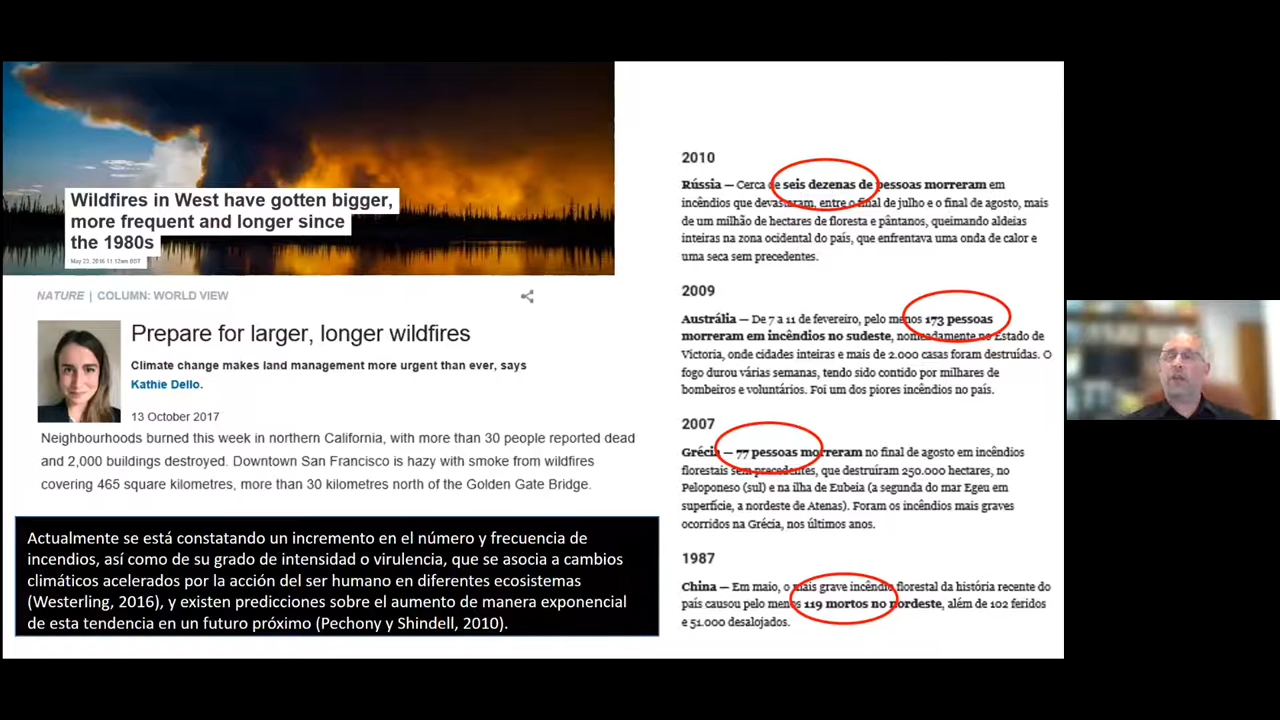 Wildfires in West have gotten bigger,
more frequent and longer since
the 1980s
May 23, 2016 11.12am BST
NATURE | COLUMN: WORLD VIEW
Prepare for larger, longer wildfires
Climate change makes land management more urgent than ever, says
Kathie Dello.
13 October 2017
Neighbourhoods burned this week in northern California, with more than 30 people reported dead
and 2,000 buildings destroyed. Downtown San Francisco is hazy with smoke from wildfires
covering 465 square kilometres, more than 30 kilometres north of the Golden Gate Bridge.
Actualmente se está constatando un incremento en el número y frecuencia de
incendios, así como de su grado de intensidad o virulencia, que se asocia a cambios
climáticos acelerados por la acción del ser humano en diferentes ecosistemas
(Westerling, 2016), y existen predicciones sobre el aumento de manera exponencial
de esta tendencia en un futuro próximo (Pechony y Shindell, 2010).
2010
Rússia — Cerca de seis dezenas de pessoas morreram em
incêndios que devastaram, entre o final de julho e o final de agosto, mais
de um milhão de hectares de floresta e pântanos, queimando aldeias
inteiras na zona ocidental do país, que enfrentava uma onda de calor e
uma seca sem precedentes.
2009
Austrália — De 7 a 11 de fevereiro, pelo menos 173 pessoas
morreram em incêndios no sudeste, nomeadamente no Estado de
Victoria, onde cidades inteiras e mais de 2.000 casas foram destruídas. O
fogo durou várias semanas, tendo sido contido por milhares de
bombeiros e voluntários. Foi um dos piores incêndios no país.
2007
Grécia — 77 pessoas morreram no final de agosto em incêndios
florestais sem precedentes, que destruíram 250.000 hectares, no
Peloponeso (sul) e na ilha de Eubeia (a segunda do mar Egeu em
superfície, a nordeste de Atenas). Foram os incêndios mais graves
ocorridos na Grécia, nos últimos anos.
1987
China — Em maio, o mais grave incêndio florestal da história recente do
país causou pelo menos 119 mortos no nordeste, além de 102 feridos
e 51.000 desalojados.